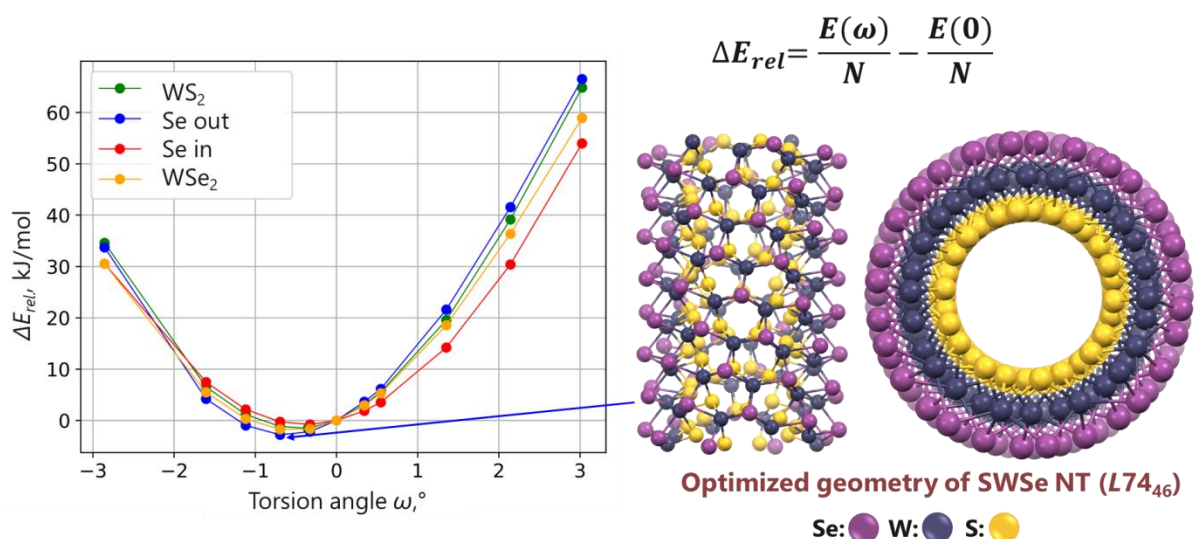 ΔE_rel = E(ω)/N − E(0)/N
WS₂
Se out
Se in
WSe₂
ΔE_rel, kJ/mol
60
50
40
30
20
10
0
−3 −2 −1 0 1 2 3
Torsion angle ω,°
Optimized geometry of SWSe NT (L74₄₆)
Se: W: S: